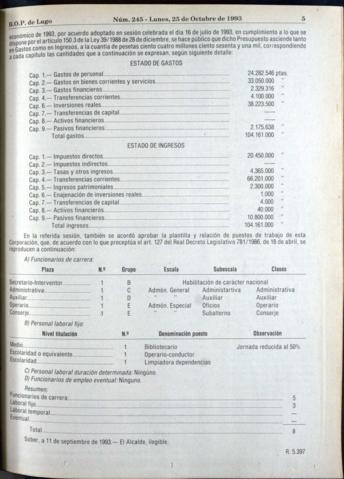 B.O.P. de Lugo Núm. 245 - Lunes, 25 de Octubre de 1993 5
económico de 1993, por acuerdo adoptado en sesión celebrada el día 16 de julio de 1993, en cumplimiento a lo que se
dispone por el artículo 150.3 de la Ley 39/1988 de 28 de diciembre, se hace público que dicho Presupuesto asciende tanto
en Gastos como en Ingresos, a la cuantía de pesetas ciento cuatro millones ciento sesenta y una mil, correspondiendo
a cada capítulo las cantidades que a continuación se expresan, según siguiente detalle:
ESTADO DE GASTOS
Cap. 1.— Gastos de personal 24.282.546 ptas.
Cap. 2.— Gastos en bienes corrientes y servicios 33.050.000 "
Cap. 3.— Gastos financieros 2.329.316 "
Cap. 4.— Transferencias corrientes 4.100.000 "
Cap. 6.— Inversiones reales 38.223.500 "
Cap. 7.— Transferencias de capital ——
Cap. 8.— Activos financieros ——
Cap. 9.— Pasivos financieros 2.175.638 "
Total gastos 104.161.000 "
ESTADO DE INGRESOS
Cap. 1.— Impuestos directos 20.450.000 "
Cap. 2.— Impuestos indirectos ——
Cap. 3.— Tasas y otros ingresos 4.365.000 "
Cap. 4.— Transferencias corrientes 66.201.000 "
Cap. 5.— Ingresos patrimoniales 2.300.000 "
Cap. 6.— Enajenación de inversiones reales 1.000 "
Cap. 7.— Transferencias de capital 4.000 "
Cap. 8.— Activos financieros 40.000 "
Cap. 9.— Pasivos financieros 10.800.000 "
Total ingresos 104.161.000 "
En la referida sesión, también se acordó aprobar la plantilla y relación de puestos de trabajo de esta
Corporación, que, de acuerdo con lo que preceptúa el art. 127 del Real Decreto Legislativo 781/1986, de 18 de abril, se
reproducen a continuación:
A) Funcionarios de carrera:
Plaza N.º Grupo Escala Subescala Clases
Secretario-Interventor 1 B Habilitación de carácter nacional
Administrativa 1 C Admón. General Administrativa Administrativa
Auxiliar 1 D " " Auxiliar Auxiliar
Operario 1 E Admón. Especial Oficios Operario
Conserje 1 E Subalterno Conserje
B) Personal laboral fijo:
Nivel titulación N.º Denominación puesto Observación
Medio 1 Bibliotecario Jornada reducida al 50%
Escolaridad o equivalente 1 Operario-conductor
Escolaridad 1 Limpiadora dependencias
C) Personal laboral duración determinada: Ninguno.
D) Funcionarios de empleo eventual: Ninguno.
Resumen:
Funcionarios de carrera 5
Laboral fijo 3
Laboral temporal —
Eventual —
Total 8
Sober, a 11 de septiembre de 1993.— El Alcalde, ilegible.
R. 5.397